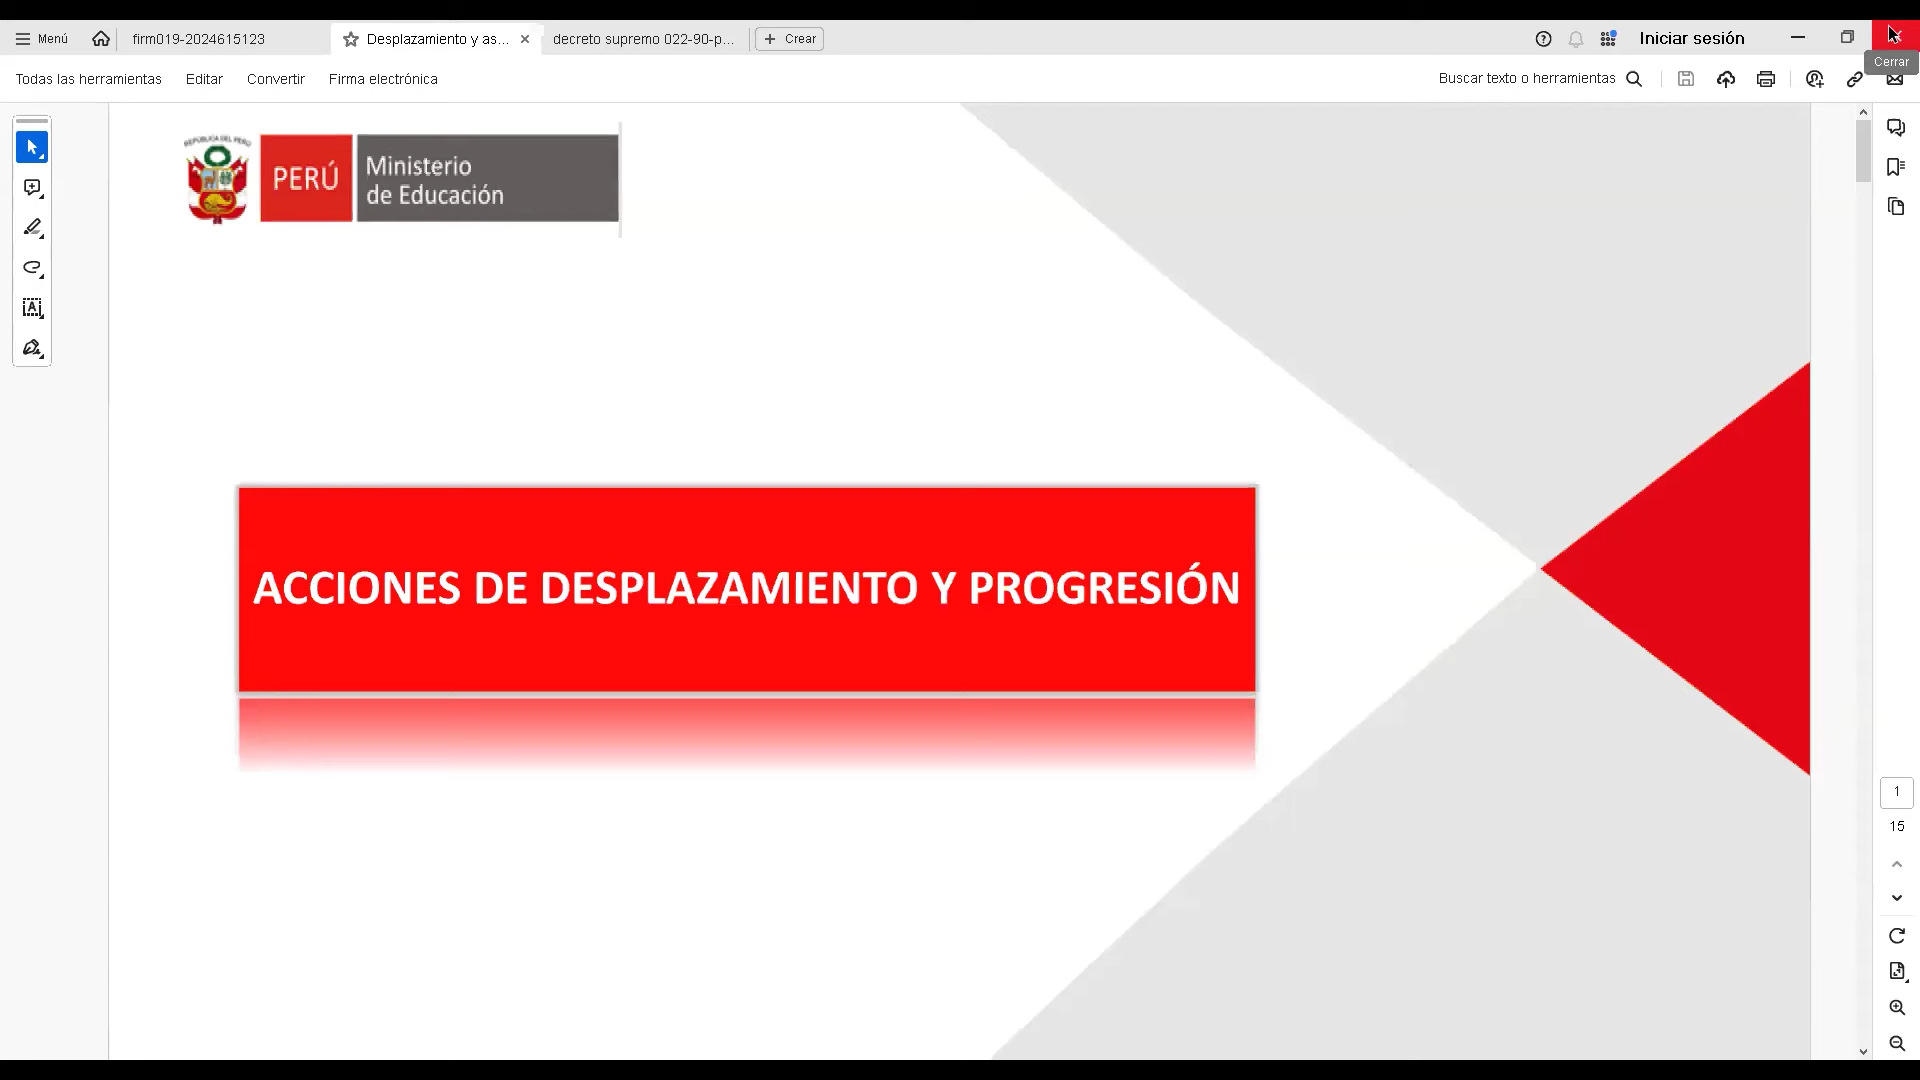 Menú
firm019-2024615123
Desplazamiento y as...
decreto supremo 022-90-p...
Crear
Iniciar sesión
Cerrar
Todas las herramientas
Editar
Convertir
Firma electrónica
Buscar texto o herramientas
REPÚBLICA DEL PERÚ
PERÚ
Ministerio
de Educación
ACCIONES DE DESPLAZAMIENTO Y PROGRESIÓN
1
15